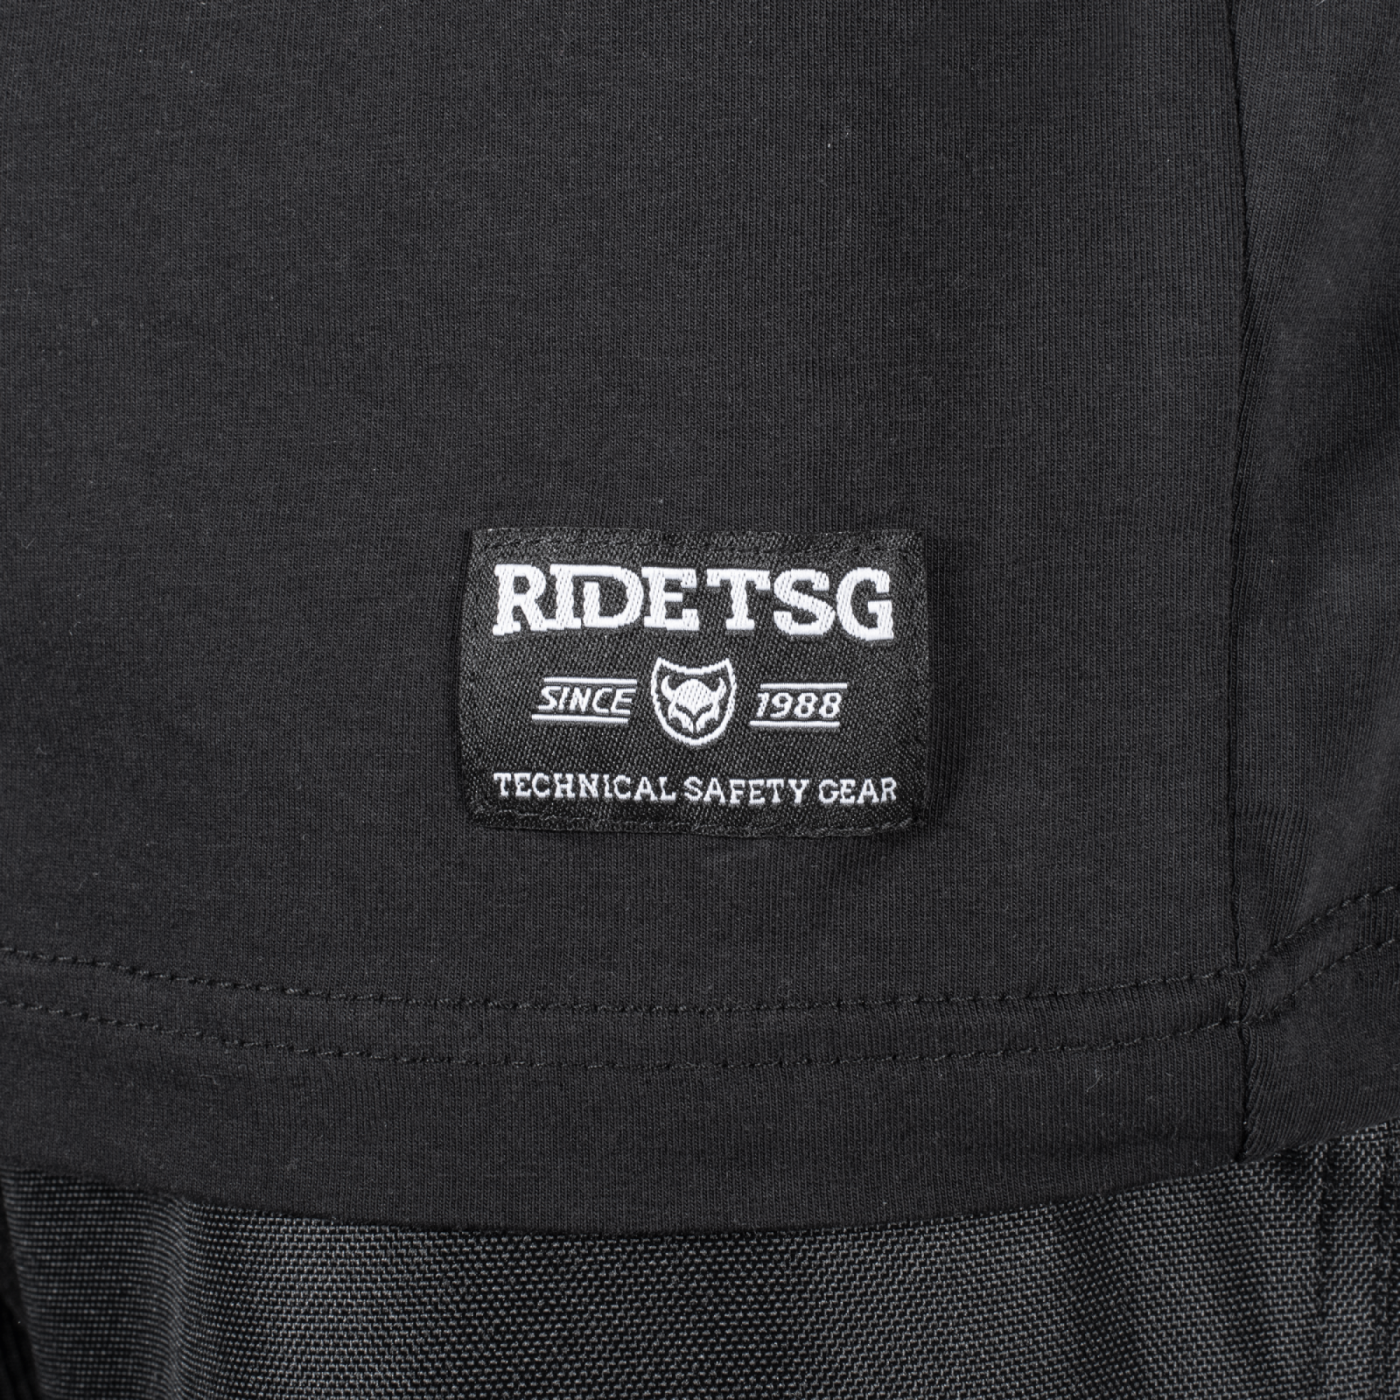 RIDETSG
SINCE 1988
TECHNICAL SAFETY GEAR